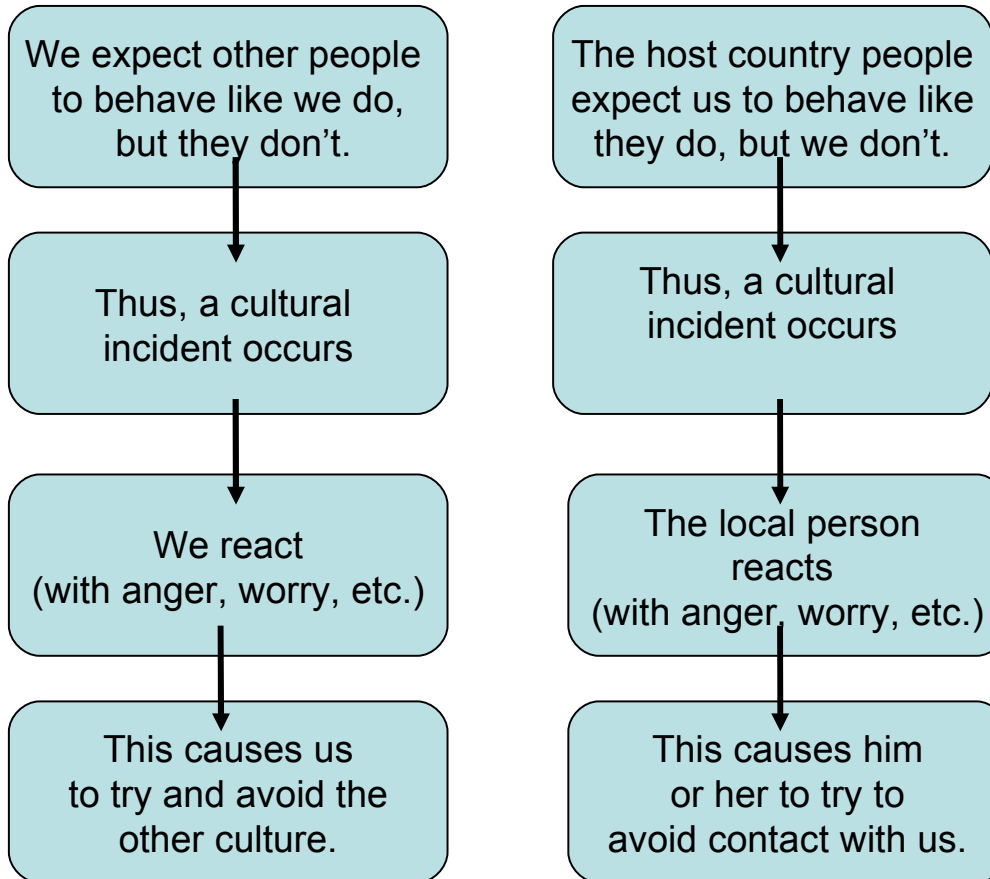 We expect other people
to behave like we do,
but they don’t.
Thus, a cultural
incident occurs
We react
(with anger, worry, etc.)
This causes us
to try and avoid the
other culture.
The host country people
expect us to behave like
they do, but we don’t.
Thus, a cultural
incident occurs
The local person
reacts
(with anger, worry, etc.)
This causes him
or her to try to
avoid contact with us.